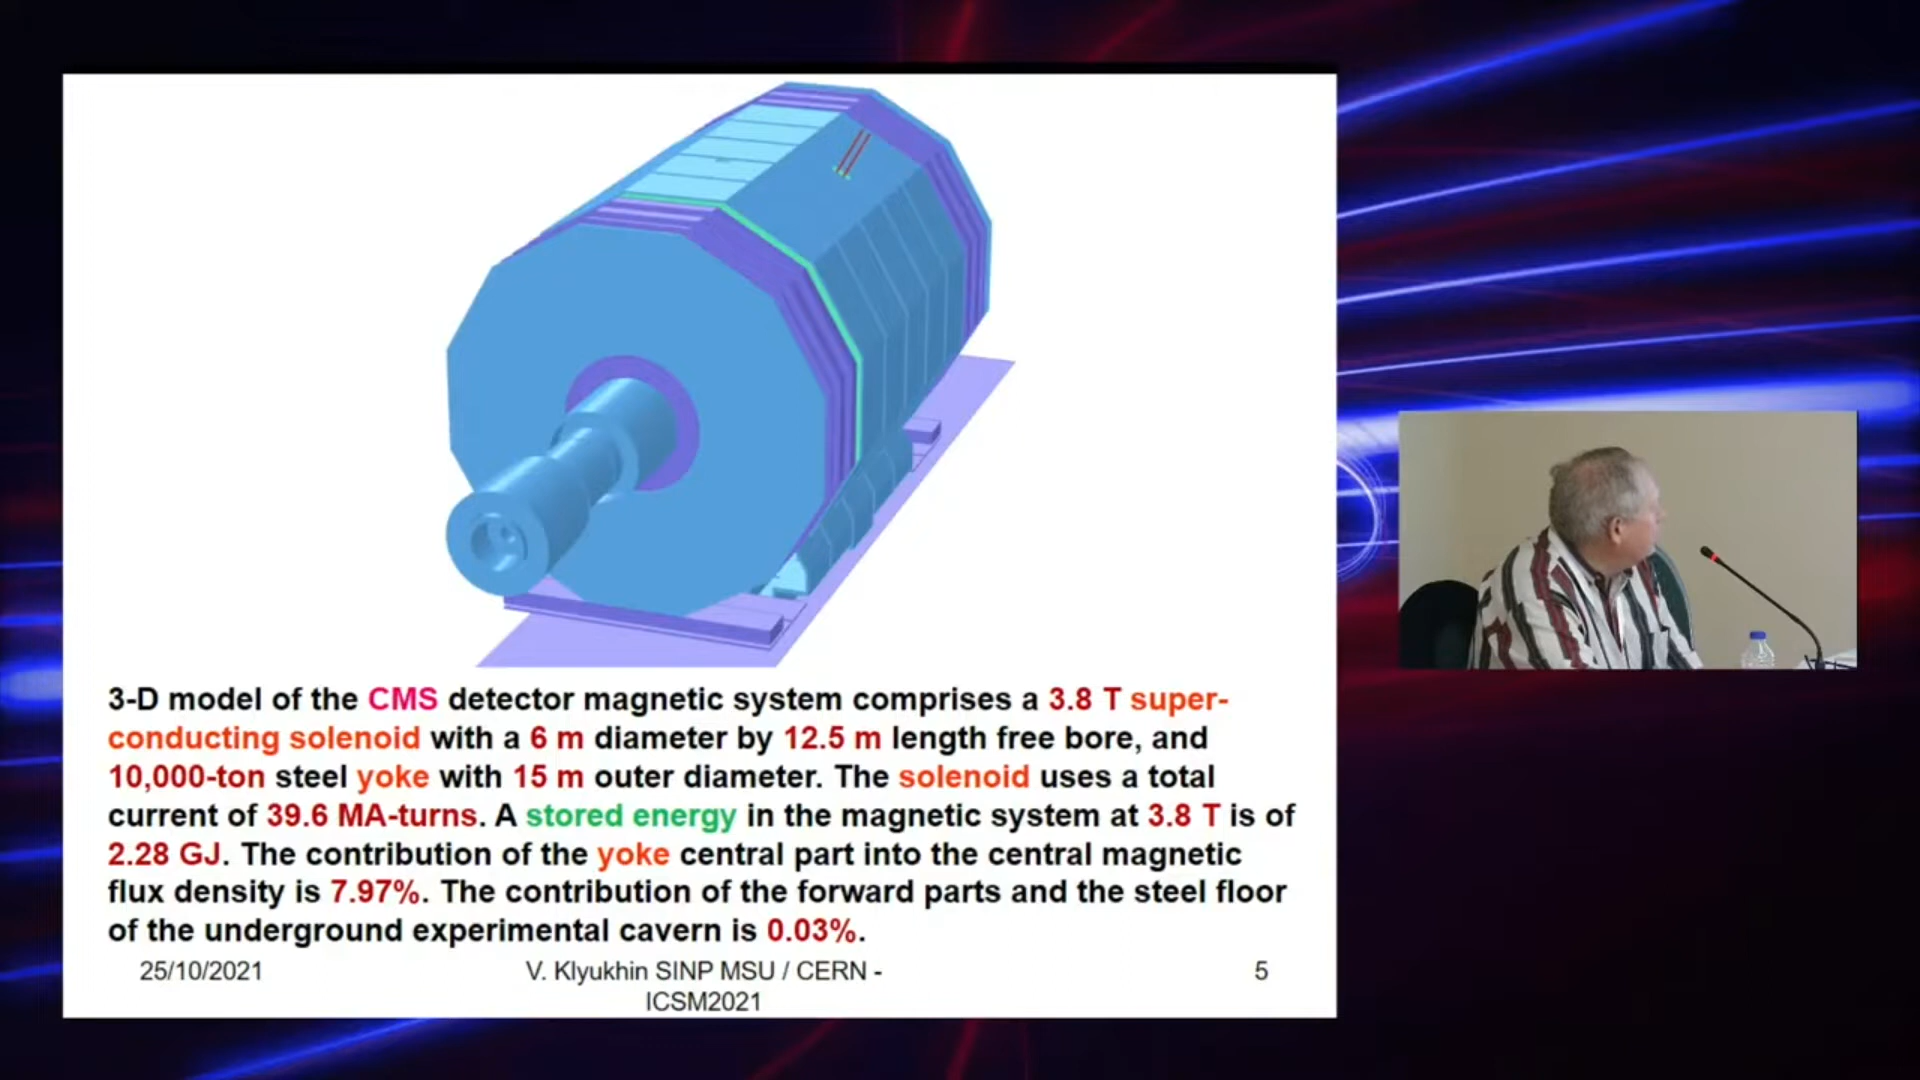 3-D model of the CMS detector magnetic system comprises a 3.8 T super-
conducting solenoid with a 6 m diameter by 12.5 m length free bore, and
10,000-ton steel yoke with 15 m outer diameter. The solenoid uses a total
current of 39.6 MA-turns. A stored energy in the magnetic system at 3.8 T is of
2.28 GJ. The contribution of the yoke central part into the central magnetic
flux density is 7.97%. The contribution of the forward parts and the steel floor
of the underground experimental cavern is 0.03%.
25/10/2021
V. Klyukhin SINP MSU / CERN -
ICSM2021
5